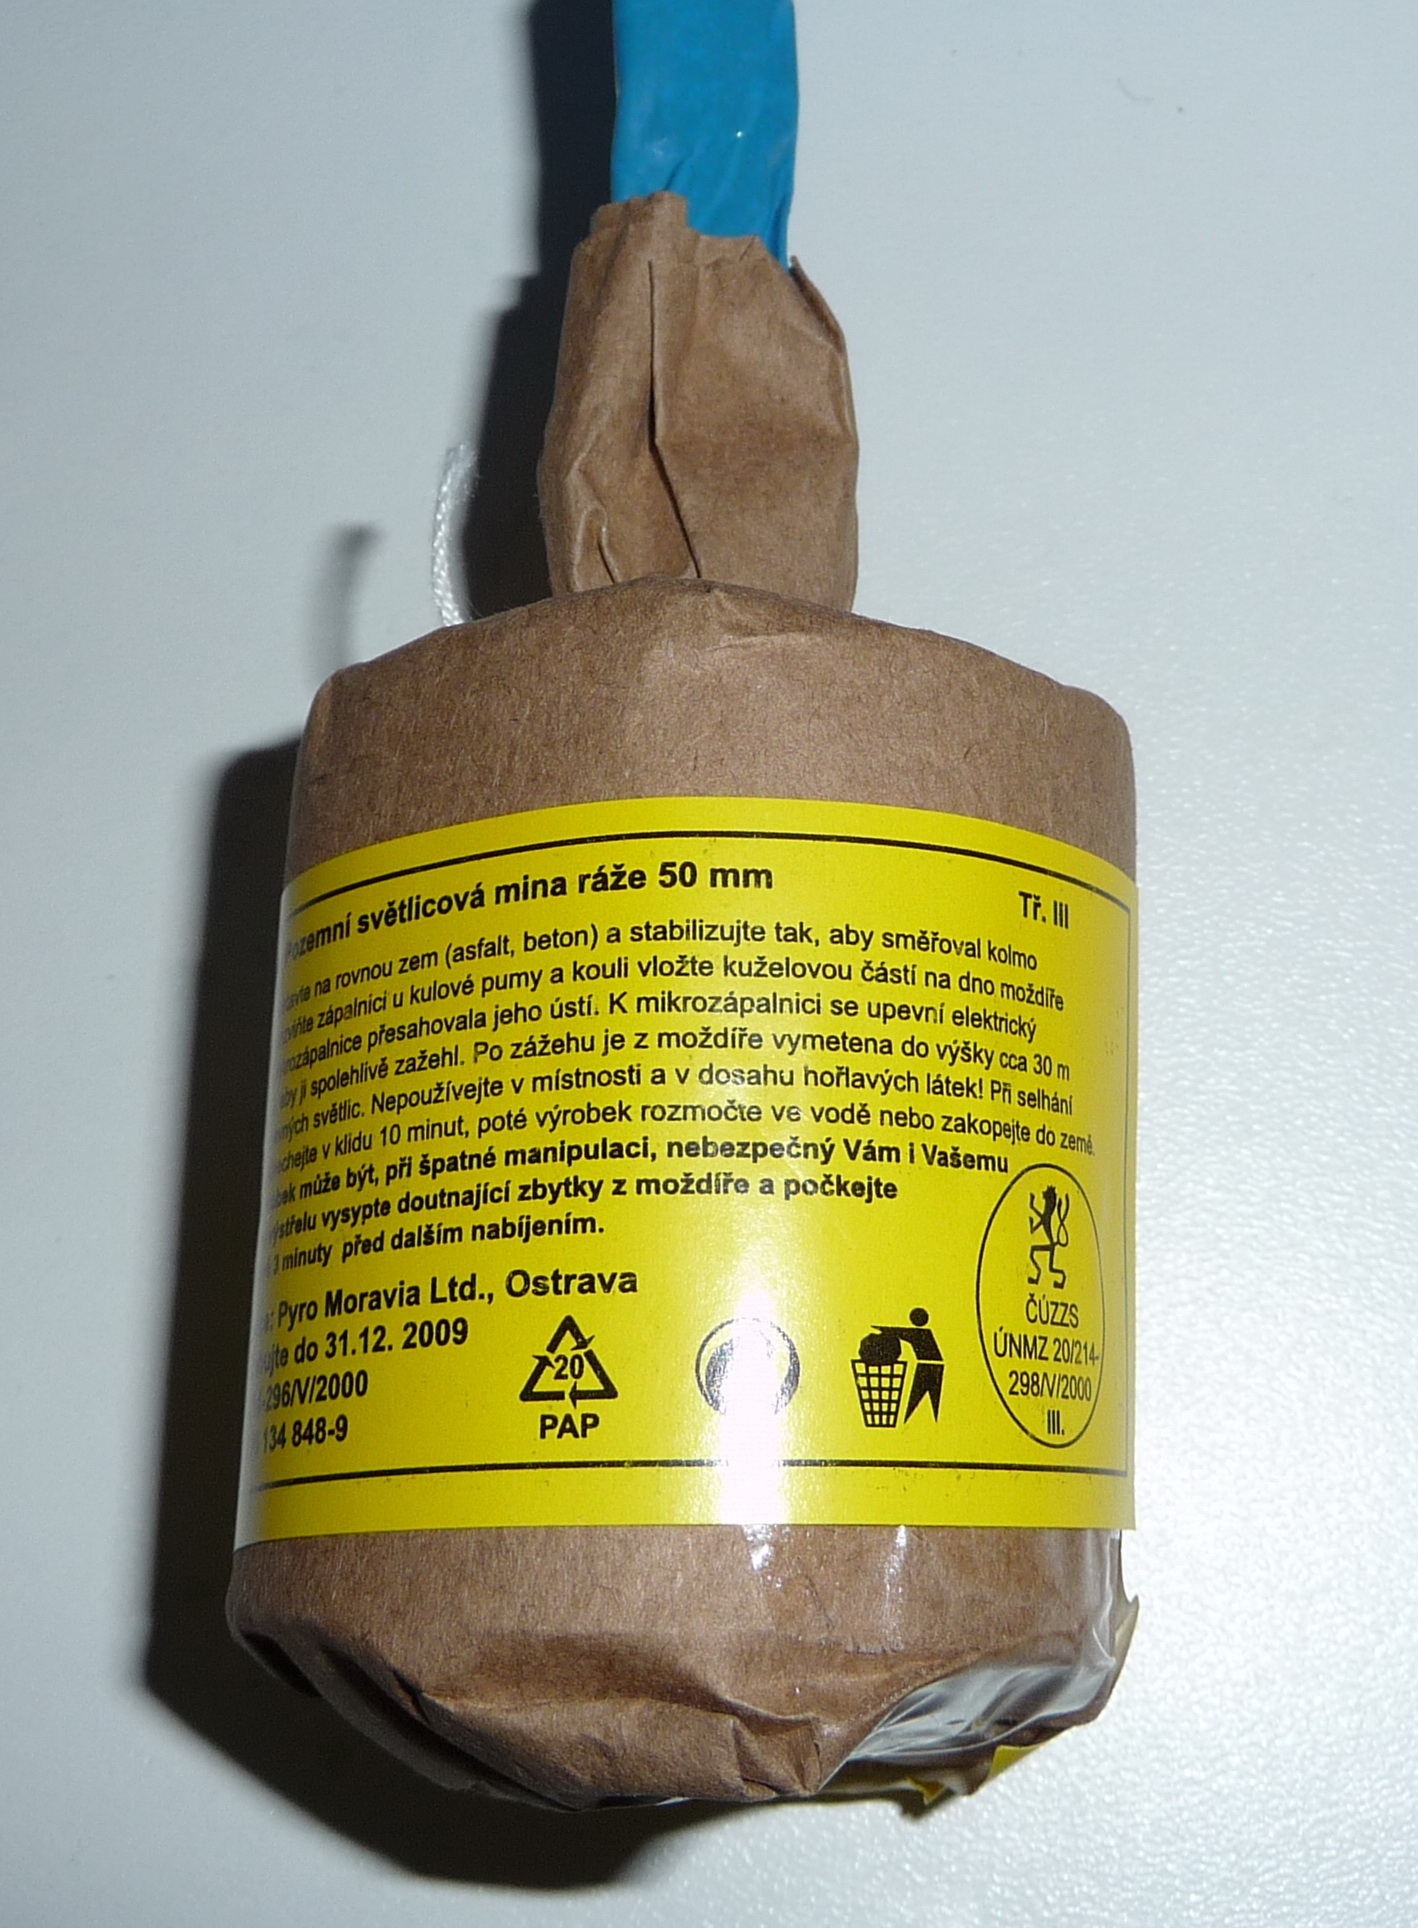 Pozemní světlicová mina ráže 50 mm
Tř. III
na rovnou zem (asfalt, beton) a stabilizujte tak, aby směřoval kolmo
zápalnici u kulové pumy a kouli vložte kuželovou částí na dno moždíře
přesahovala jeho ústí. K mikrozápalnici se upevní elektrický
ji spolehlivě zažehl. Po zážehu je z moždíře vymetena do výšky cca 30 m
světlic. Nepoužívejte v místnosti a v dosahu hořlavých látek! Při selhání
v klidu 10 minut, poté výrobek rozmočte ve vodě nebo zakopejte do země.
může být, při špatné manipulaci, nebezpečný Vám i Vašemu
vysypte doutnající zbytky z moždíře a počkejte
3 minuty před dalším nabíjením.
Pyro Moravia Ltd., Ostrava
do 31.12. 2009
296/V/2000
134 848-9
20
PAP
ČÚZZS
ÚNMZ 20/214-
298/V/2000
III.